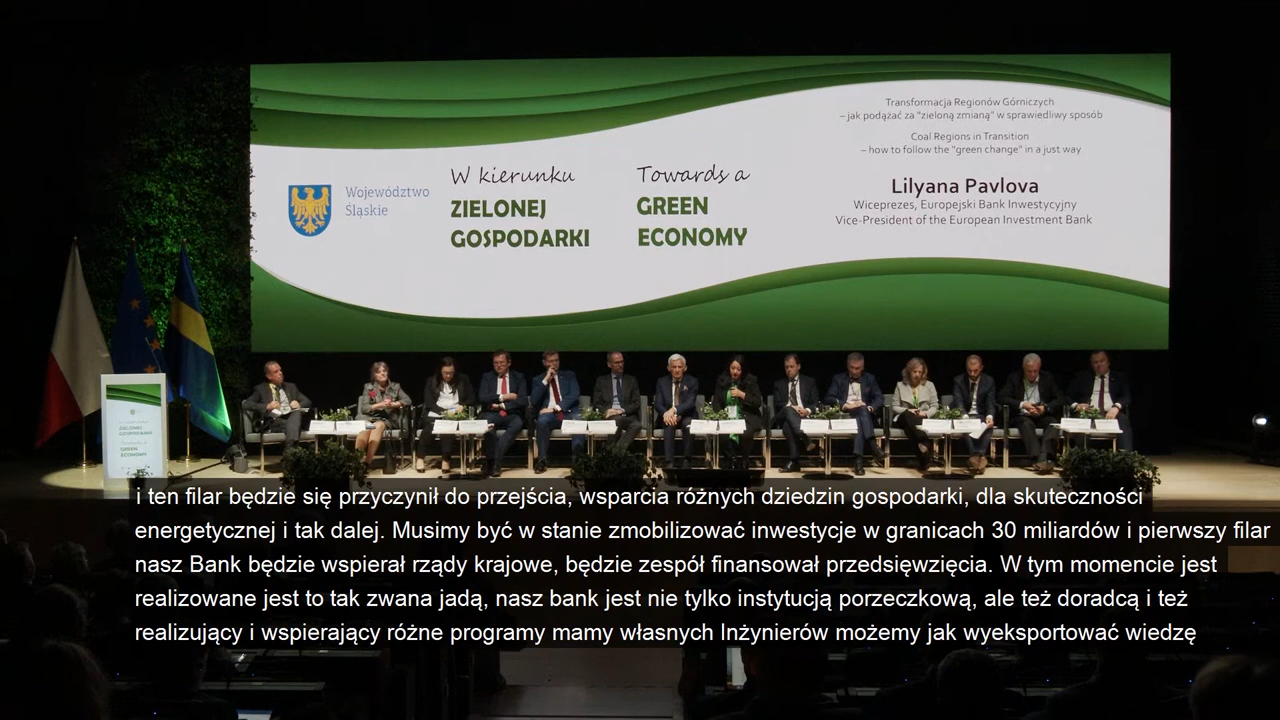 Transformacja Regionów Górniczych
– jak podążać za "zieloną zmianą" w sprawiedliwy sposób
Coal Regions in Transition
– how to follow the "green change" in a just way
Lilyana Pavlova
Wiceprezes, Europejski Bank Inwestycyjny
Vice-President of the European Investment Bank
Województwo
Śląskie
W kierunku
ZIELONEJ
GOSPODARKI
Towards a
GREEN
ECONOMY
ZIELONEJ
GOSPODARKI
Towards a
GREEN
ECONOMY
i ten filar będzie się przyczynił do przejścia, wsparcia różnych dziedzin gospodarki, dla skuteczności
energetycznej i tak dalej. Musimy być w stanie zmobilizować inwestycje w granicach 30 miliardów i pierwszy filar
nasz Bank będzie wspierał rządy krajowe, będzie zespół finansował przedsięwzięcia. W tym momencie jest
realizowane jest to tak zwana jadą, nasz bank jest nie tylko instytucją porzeczkową, ale też doradcą i też
realizujący i wspierający różne programy mamy własnych Inżynierów możemy jak wyeksportować wiedzę